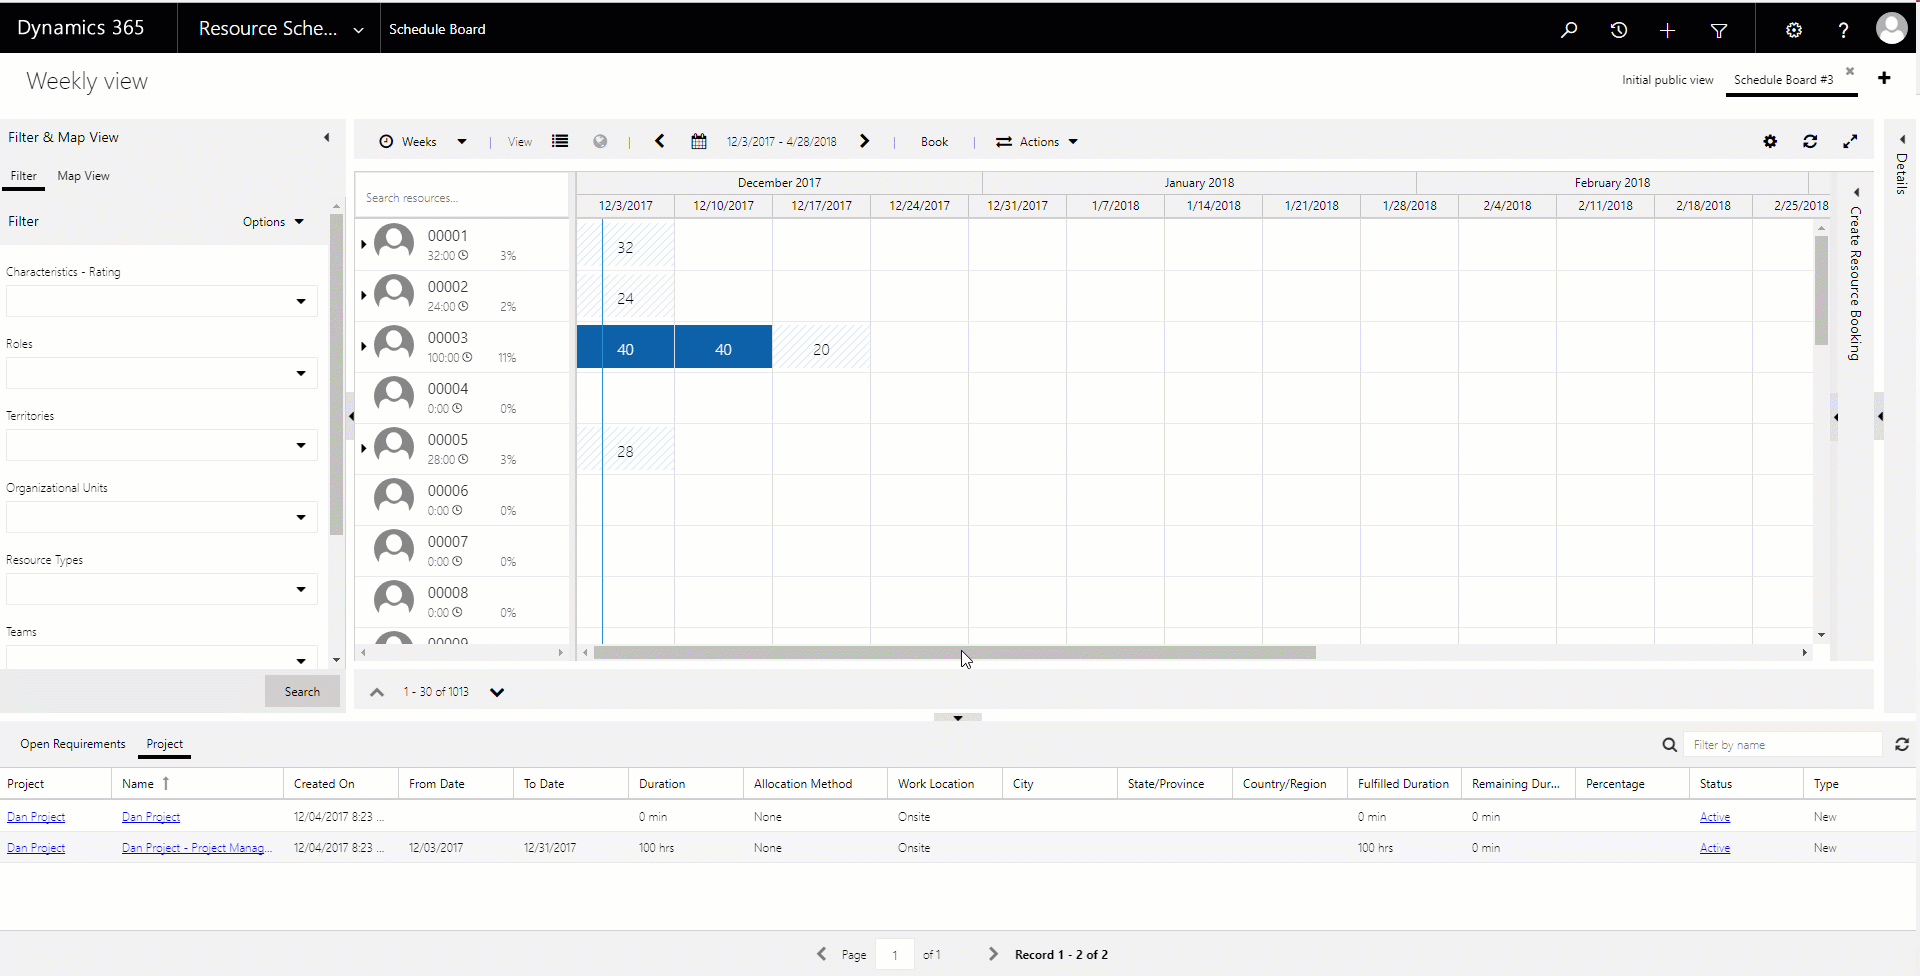 Dynamics 365 Resource Sche... Schedule Board ?
Weekly view
Initial public view Schedule Board #3
Filter & Map View
Filter Map View
Filter Options
Characteristics - Rating
Roles
Territories
Organizational Units
Resource Types
Teams
Search
Weeks | View | 12/3/2017 - 4/28/2018 | Book | Actions
Search resources...
December 2017 January 2018 February 2018
12/3/2017 12/10/2017 12/17/2017 12/24/2017 12/31/2017 1/7/2018 1/14/2018 1/21/2018 1/28/2018 2/4/2018 2/11/2018 2/18/2018 2/25/2018
00001
32:00 3%
32
00002
24:00 2%
24
00003
100:00 11%
40 40 20
00004
0:00 0%
00005
28:00 3%
28
00006
0:00 0%
00007
0:00 0%
00008
0:00 0%
00009
1 - 30 of 1013
Create Resource Booking
Details
Open Requirements Project
Filter by name
Project Name Created On From Date To Date Duration Allocation Method Work Location City State/Province Country/Region Fulfilled Duration Remaining Dur... Percentage Status Type
Dan Project Dan Project 12/04/2017 8:23 ... 0 min None Onsite 0 min 0 min Active New
Dan Project Dan Project - Project Manag... 12/04/2017 8:23 ... 12/03/2017 12/31/2017 100 hrs None Onsite 100 hrs 0 min Active New
Page 1 of 1 Record 1 - 2 of 2